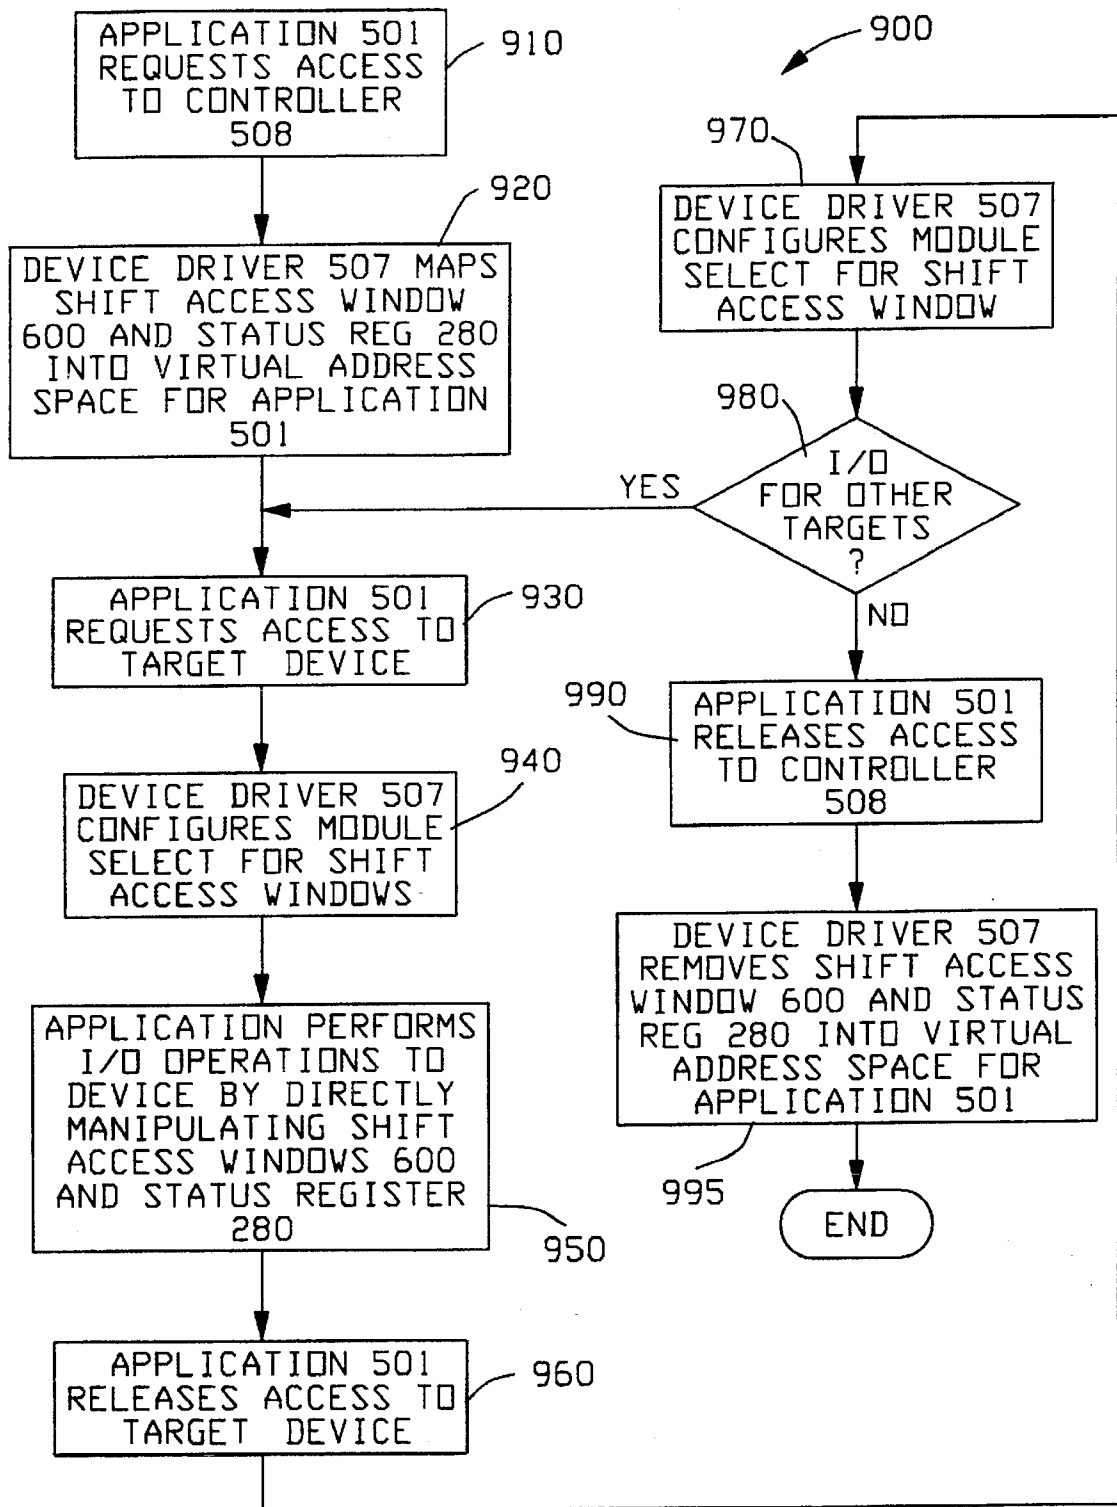 APPLICATION 501
REQUESTS ACCESS
TO CONTROLLER
508
910
920
DEVICE DRIVER 507 MAPS
SHIFT ACCESS WINDOW
600 AND STATUS REG 280
INTO VIRTUAL ADDRESS
SPACE FOR APPLICATION
501
APPLICATION 501
REQUESTS ACCESS TO
TARGET DEVICE
930
940
DEVICE DRIVER 507
CONFIGURES MODULE
SELECT FOR SHIFT
ACCESS WINDOWS
APPLICATION PERFORMS
I/O OPERATIONS TO
DEVICE BY DIRECTLY
MANIPULATING SHIFT
ACCESS WINDOWS 600
AND STATUS REGISTER
280
950
APPLICATION 501
RELEASES ACCESS TO
TARGET DEVICE
960
900
970
DEVICE DRIVER 507
CONFIGURES MODULE
SELECT FOR SHIFT
ACCESS WINDOW
980
I/O
FOR OTHER
TARGETS
?
YES
NO
990
APPLICATION 501
RELEASES ACCESS
TO CONTROLLER
508
DEVICE DRIVER 507
REMOVES SHIFT ACCESS
WINDOW 600 AND STATUS
REG 280 INTO VIRTUAL
ADDRESS SPACE FOR
APPLICATION 501
995
END